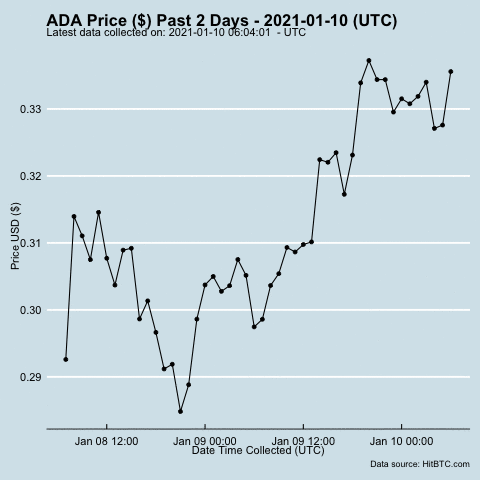 ADA Price ($) Past 2 Days - 2021-01-10 (UTC)
Latest data collected on: 2021-01-10 06:04:01 - UTC
Price USD ($)
0.33
0.32
0.31
0.30
0.29
Jan 08 12:00 Jan 09 00:00 Jan 09 12:00 Jan 10 00:00
Date Time Collected (UTC)
Data source: HitBTC.com